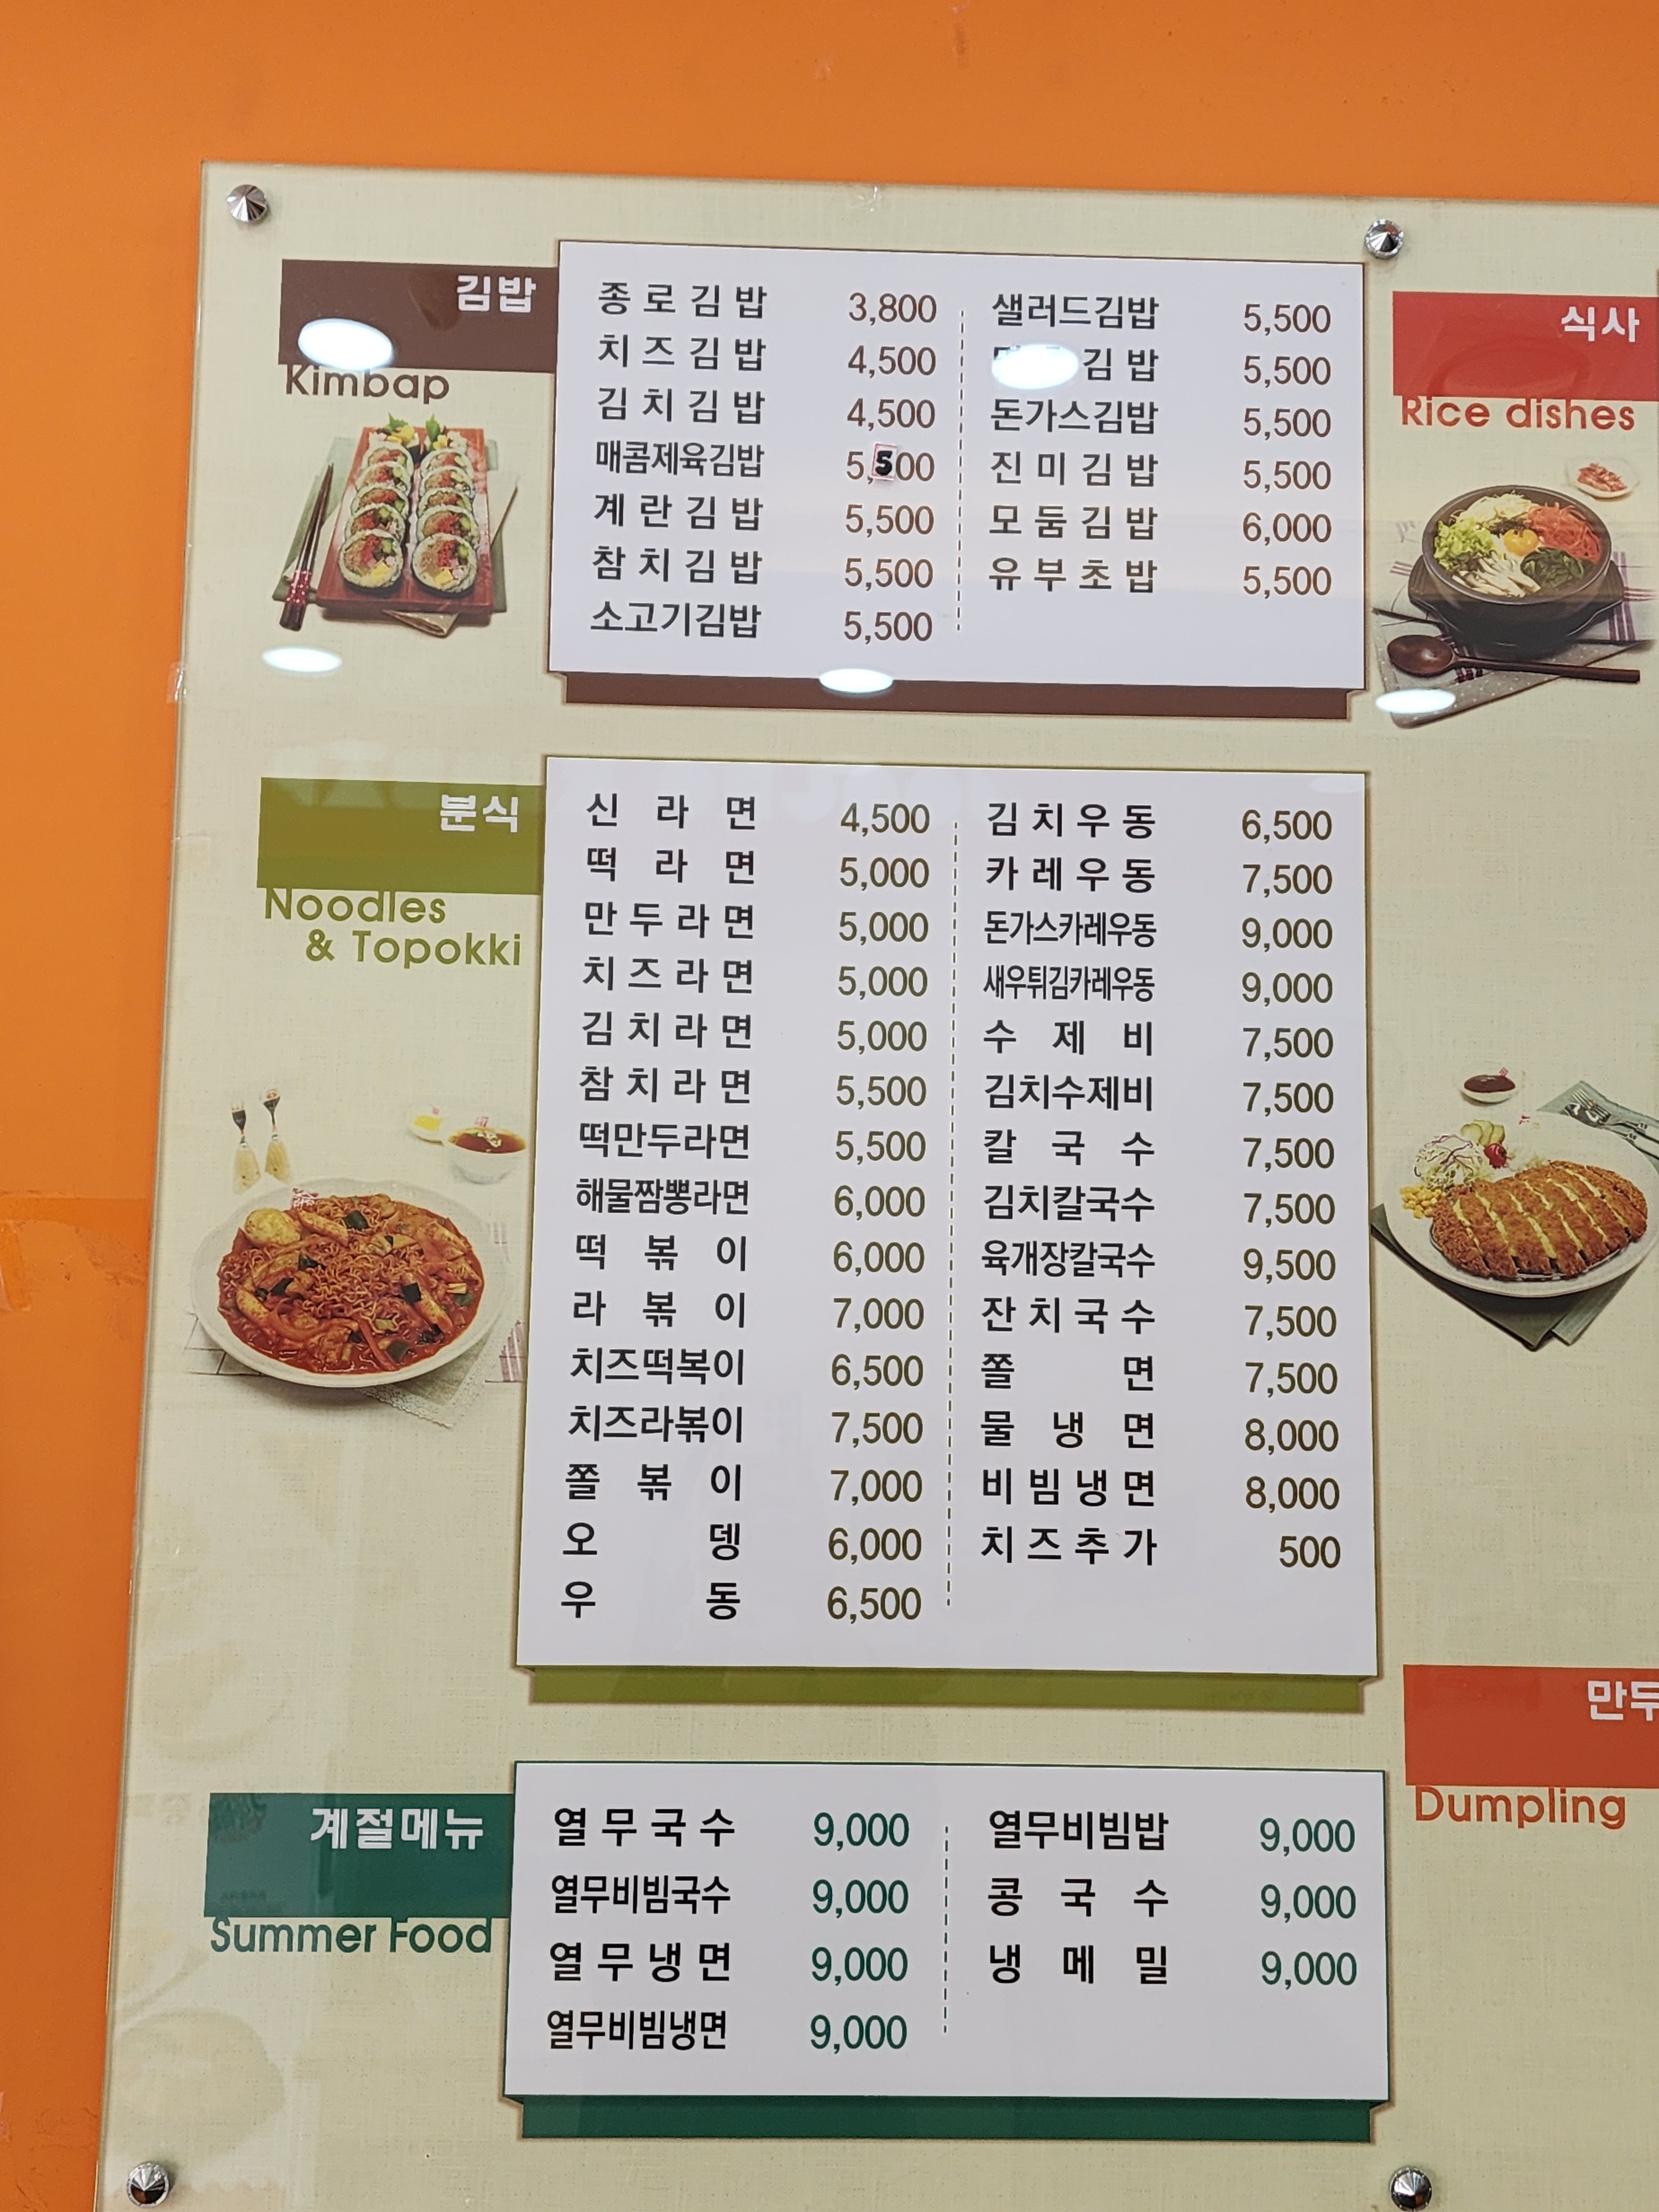 김밥
Kimbap
종로김밥 3,800
치즈김밥 4,500
김치김밥 4,500
매콤제육김밥 5,500
계란김밥 5,500
참치김밥 5,500
소고기김밥 5,500
샐러드김밥 5,500
김밥 5,500
돈가스김밥 5,500
진미김밥 5,500
모둠김밥 6,000
유부초밥 5,500
식사
Rice dishes
분식
Noodles
& Topokki
신라면 4,500
떡라면 5,000
만두라면 5,000
치즈라면 5,000
김치라면 5,000
참치라면 5,500
떡만두라면 5,500
해물짬뽕라면 6,000
떡볶이 6,000
라볶이 7,000
치즈떡볶이 6,500
치즈라볶이 7,500
쫄볶이 7,000
오뎅 6,000
우동 6,500
김치우동 6,500
카레우동 7,500
돈가스카레우동 9,000
새우튀김카레우동 9,000
수제비 7,500
김치수제비 7,500
칼국수 7,500
김치칼국수 7,500
육개장칼국수 9,500
잔치국수 7,500
쫄면 7,500
물냉면 8,000
비빔냉면 8,000
치즈추가 500
만두
Dumpling
계절메뉴
Summer Food
열무국수 9,000
열무비빔국수 9,000
열무냉면 9,000
열무비빔냉면 9,000
열무비빔밥 9,000
콩국수 9,000
냉메밀 9,000